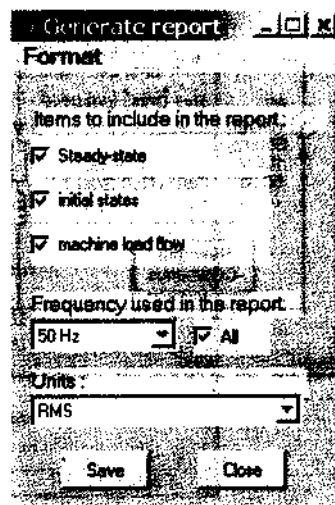 Generate report
Format
Items to include in the report :
Steady-state
initial states
machine load flow
Frequency used in the report
50 Hz
All
Units :
RMS
Save
Close